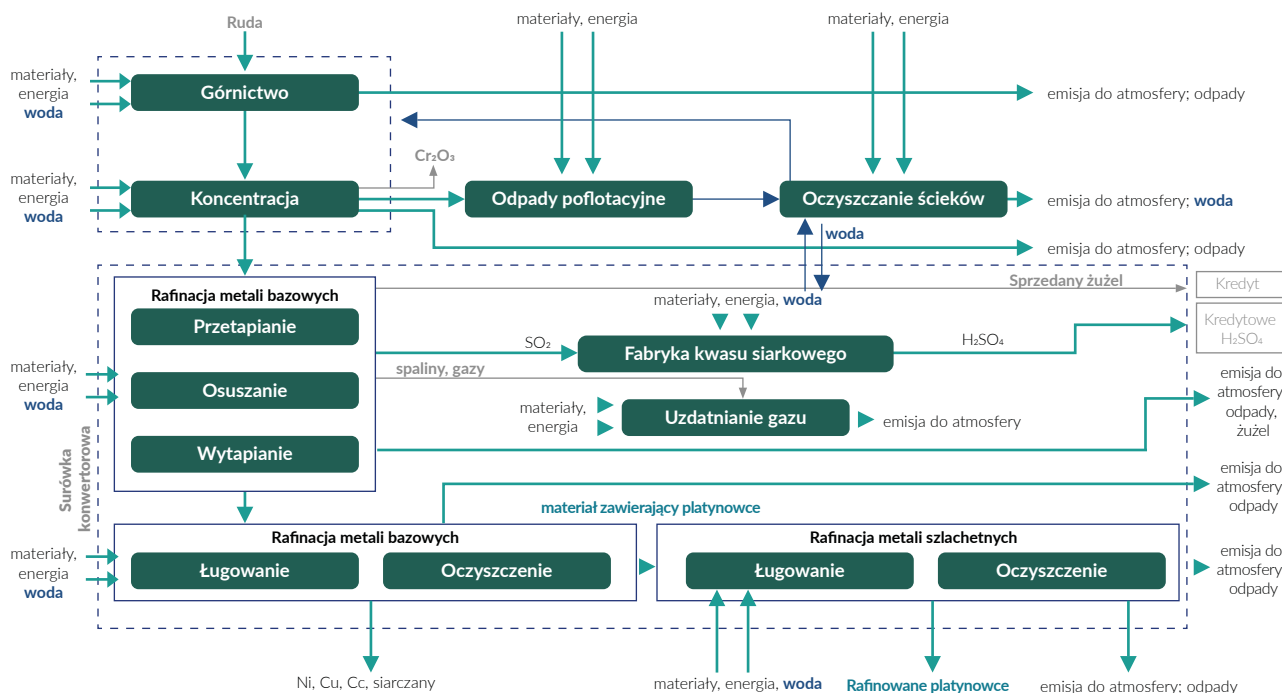 Ruda
materiały, energia
materiały, energia
materiały,
energia
woda
Górnictwo
emisja do atmosfery; odpady
Cr₂O₃
materiały,
energia
woda
Koncentracja
Odpady poflotacyjne
Oczyszczanie ścieków
emisja do atmosfery; woda
woda
emisja do atmosfery; odpady
Rafinacja metali bazowych
Sprzedany żużel
Kredyt
materiały, energia, woda
Przetapianie
Kredytowe
H₂SO₄
SO₂
Fabryka kwasu siarkowego
H₂SO₄
spaliny, gazy
materiały,
energia
woda
Osuszanie
emisja do
atmosfery
odpady,
żużel
materiały,
energia
Uzdatnianie gazu
emisja do atmosfery
Wytapianie
Surówka
konwertorowa
emisja do
atmosfery
odpady
materiał zawierający platynowce
Rafinacja metali bazowych
Rafinacja metali szlachetnych
materiały,
energia
woda
Ługowanie
Oczyszczenie
Ługowanie
Oczyszczenie
emisja do
atmosfery
odpady
Ni, Cu, Cc, siarczany
materiały, energia, woda
Rafinowane platynowce
emisja do atmosfery; odpady